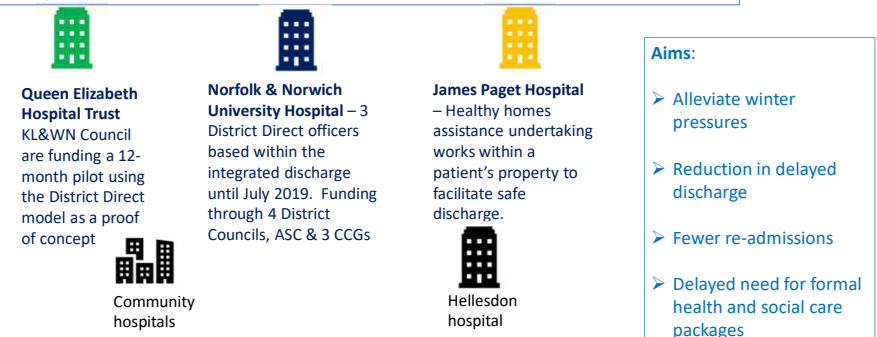 Queen Elizabeth
Hospital Trust
KL&WN Council
are funding a 12-
month pilot using
the District Direct
model as a proof
of concept
Community
hospitals
Norfolk & Norwich
University Hospital – 3
District Direct officers
based within the
integrated discharge
until July 2019.  Funding
through 4 District
Councils, ASC & 3 CCGs
James Paget Hospital
– Healthy homes
assistance undertaking
works within a
patient’s property to
facilitate safe
discharge.
Hellesdon
hospital
Aims:
➢ Alleviate winter
pressures
➢ Reduction in delayed
discharge
➢ Fewer re-admissions
➢ Delayed need for formal
health and social care
packages